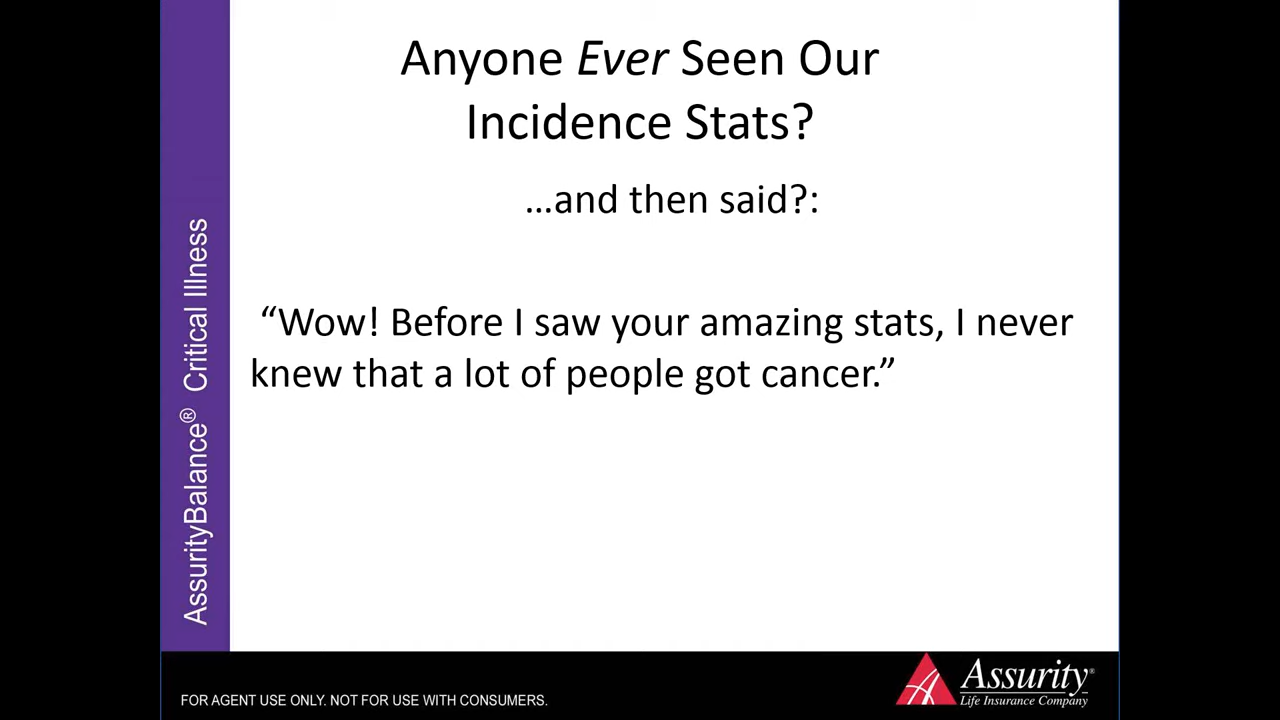 Anyone Ever Seen Our
Incidence Stats?
…and then said?:
“Wow! Before I saw your amazing stats, I never
knew that a lot of people got cancer.”
AssurityBalance® Critical Illness
FOR AGENT USE ONLY. NOT FOR USE WITH CONSUMERS.
Assurity®
Life Insurance Company